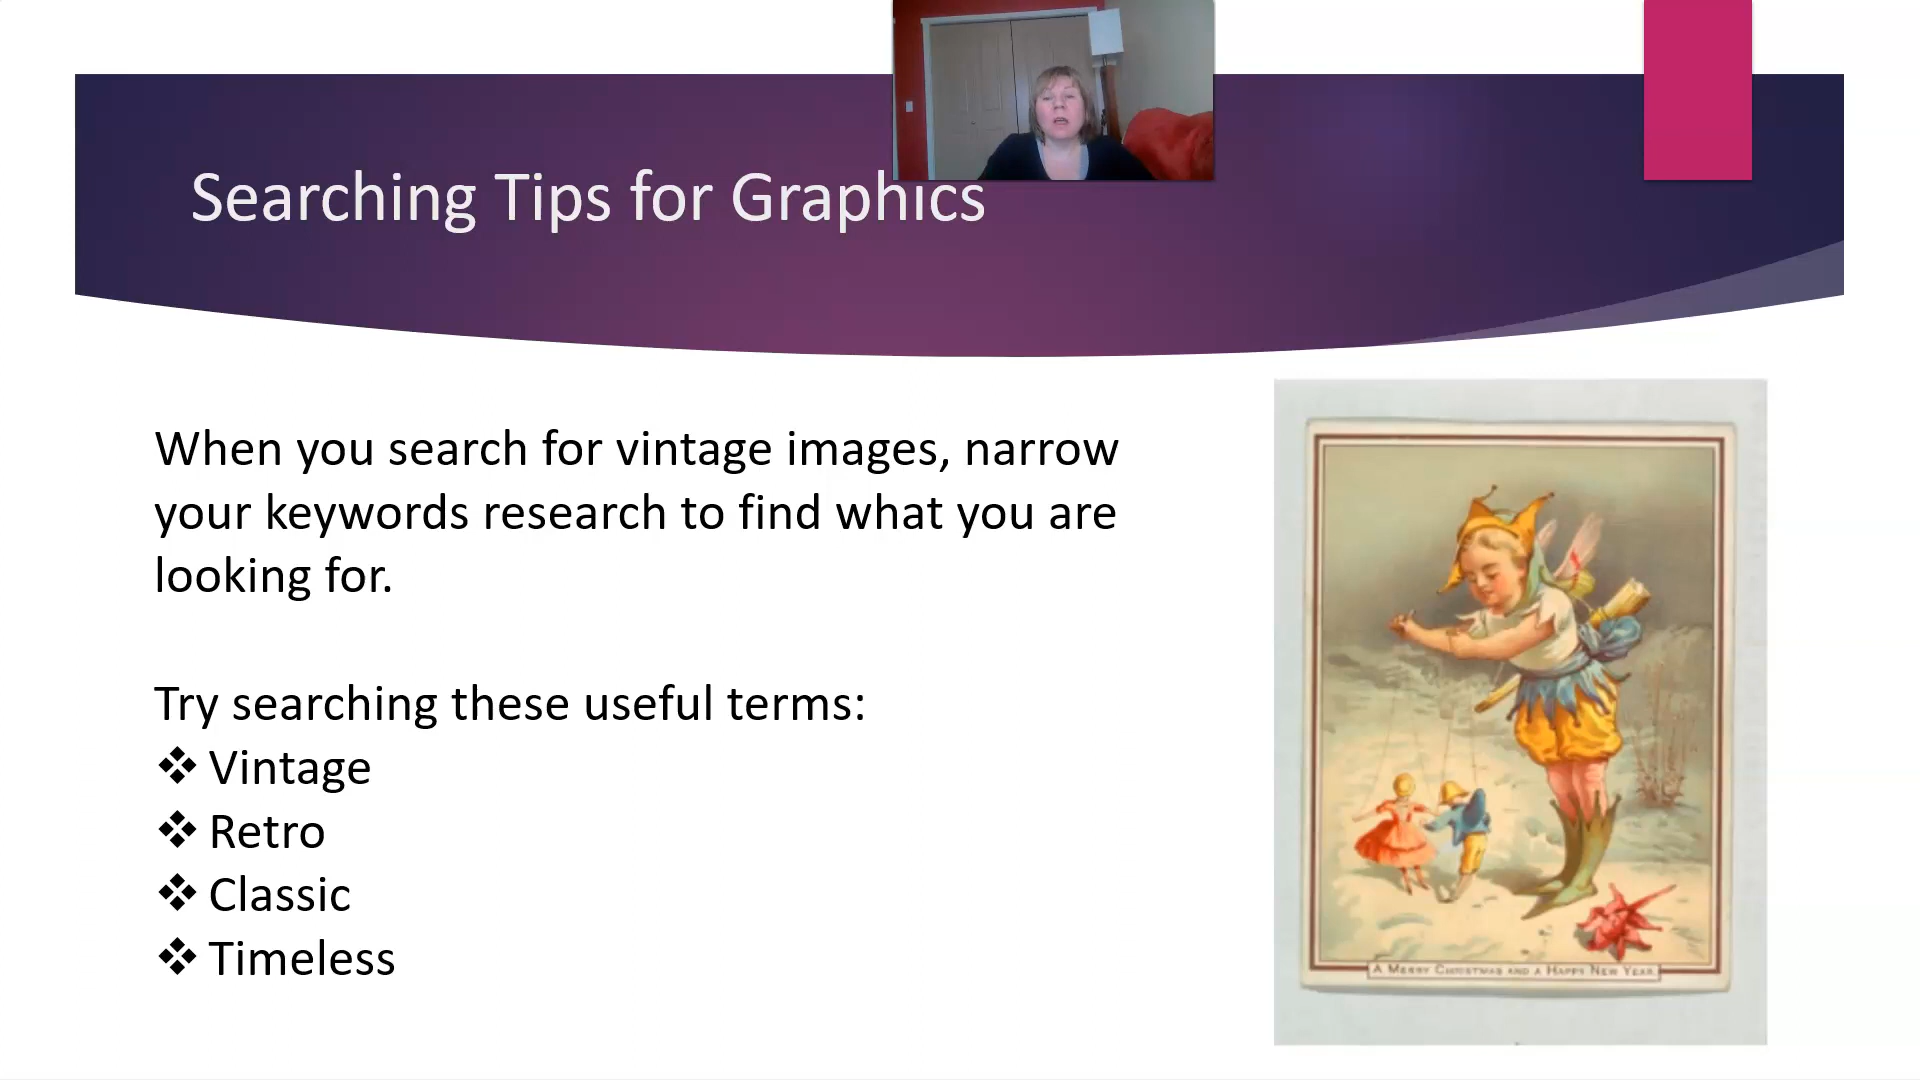 Searching Tips for Graphics
When you search for vintage images, narrow
your keywords research to find what you are
looking for.
Try searching these useful terms:
❖ Vintage
❖ Retro
❖ Classic
❖ Timeless
A Merry Christmas and a Happy New Year.